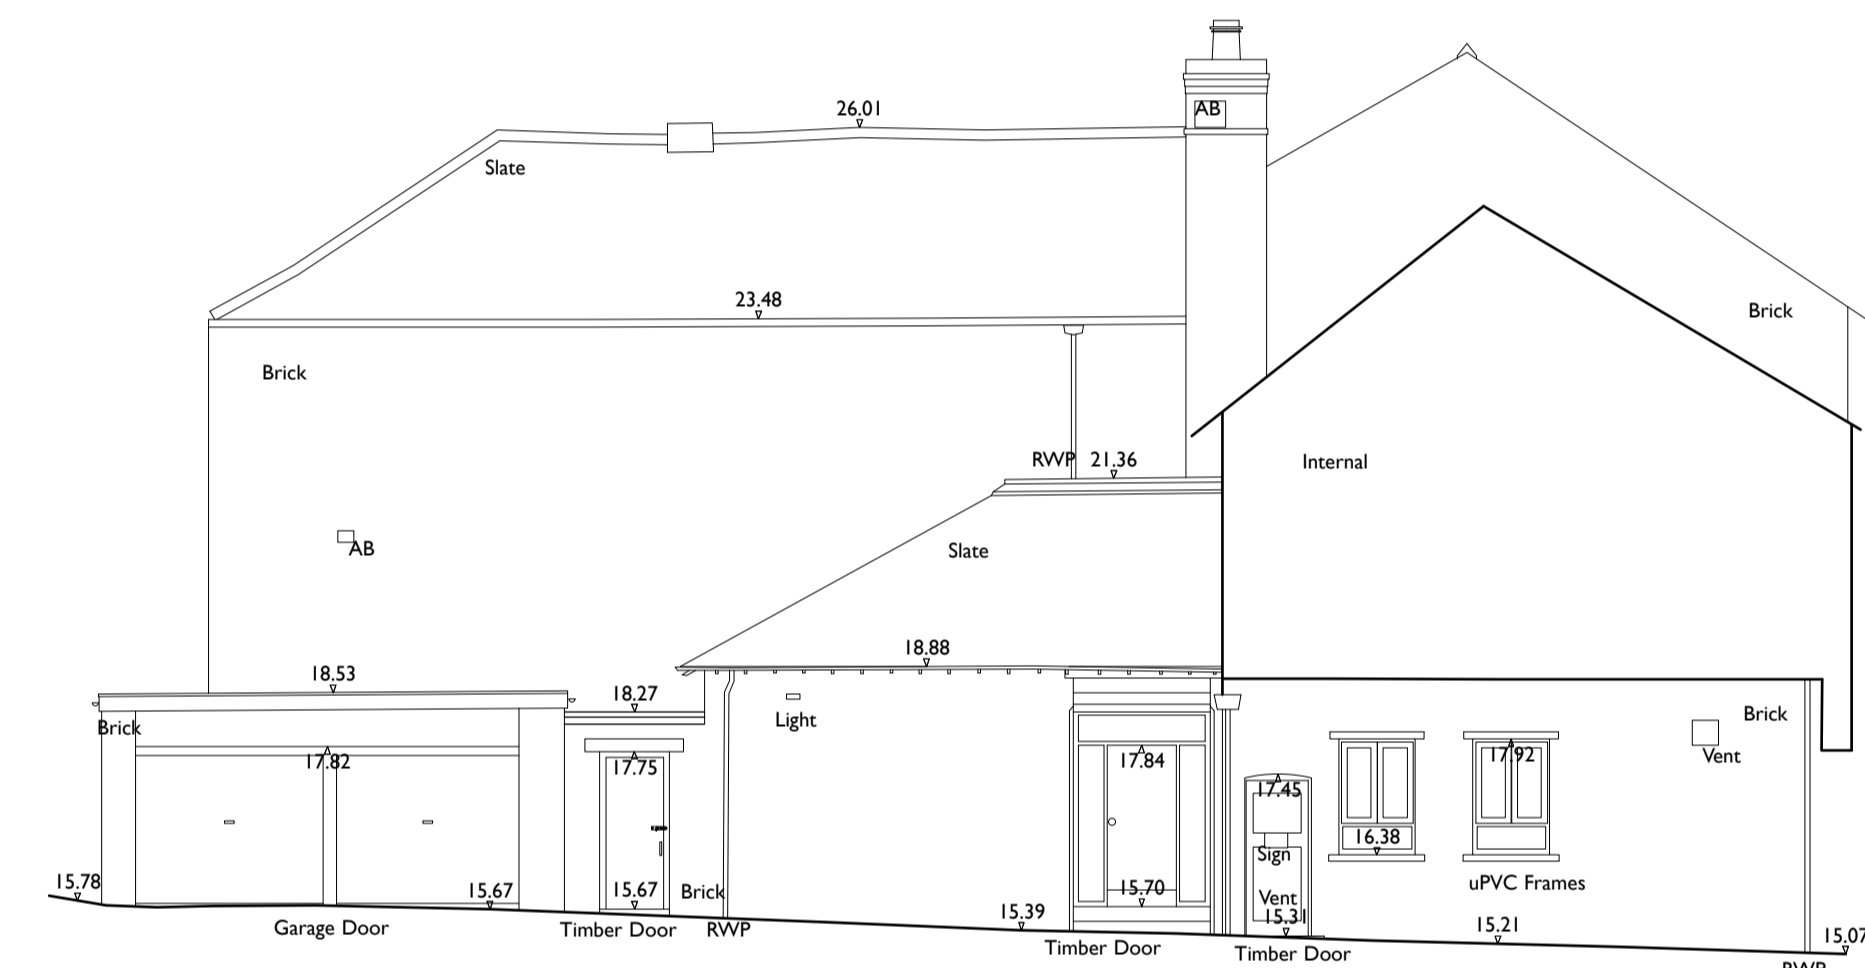 26.01
AB
Slate
23.48
Brick
Brick
RWP
21.36
Internal
AB
Slate
18.88
18.53
18.27
Brick
Light
Brick
17.82
17.75
17.84
17.92
Vent
17.45
16.38
Sign
uPVC Frames
15.78
15.67
15.67
Brick
15.70
Vent
15.39
15.31
15.21
15.07
Garage Door
Timber Door
RWP
Timber Door
Timber Door
RWP